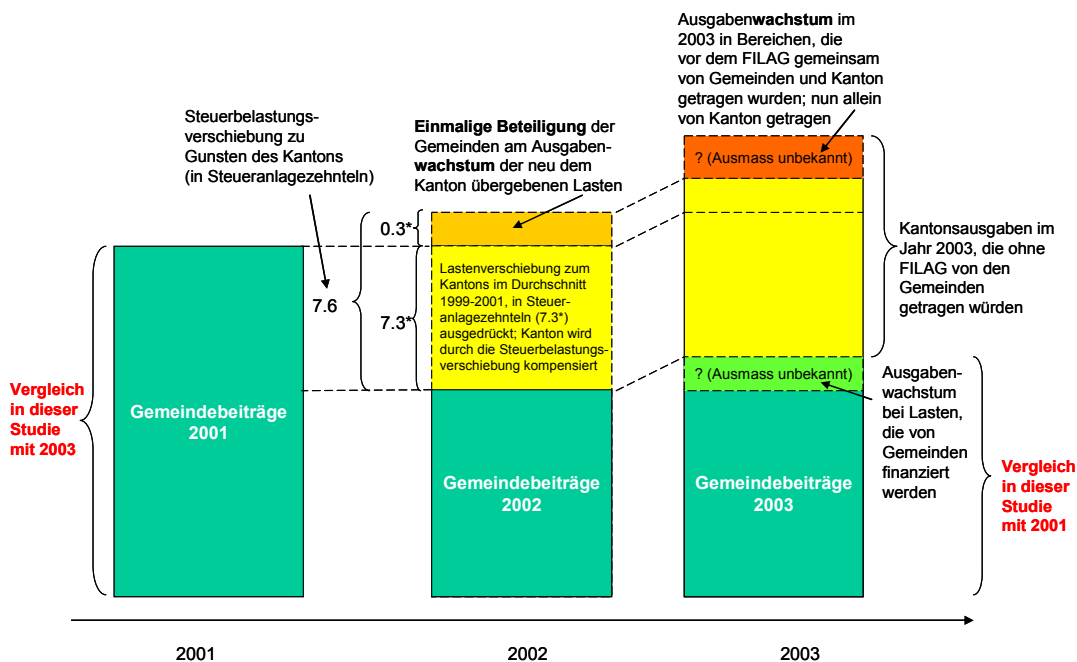 Ausgabenwachstum im
2003 in Bereichen, die
vor dem FILAG gemeinsam
von Gemeinden und Kanton
getragen wurden; nun allein
von Kanton getragen
Steuerbelastungs-
verschiebung zu
Gunsten des Kantons
(in Steueranlagezehnteln)
Einmalige Beteiligung der
Gemeinden am Ausgaben-
wachstum der neu dem
Kanton übergebenen Lasten
? (Ausmass unbekannt)
0.3*
7.6
7.3*
Lastenverschiebung zum
Kantons im Durchschnitt
1999-2001, in Steuer-
anlagezehnteln (7.3*)
ausgedrückt; Kanton wird
durch die Steuerbelastungs-
verschiebung kompensiert
Kantonsausgaben im
Jahr 2003, die ohne
FILAG von den
Gemeinden
getragen würden
? (Ausmass unbekannt)
Ausgaben-
wachstum
bei Lasten,
die von
Gemeinden
finanziert
werden
Vergleich
in dieser
Studie
mit 2003
Gemeindebeiträge
2001
Gemeindebeiträge
2002
Gemeindebeiträge
2003
Vergleich
in dieser
Studie
mit 2001
2001
2002
2003